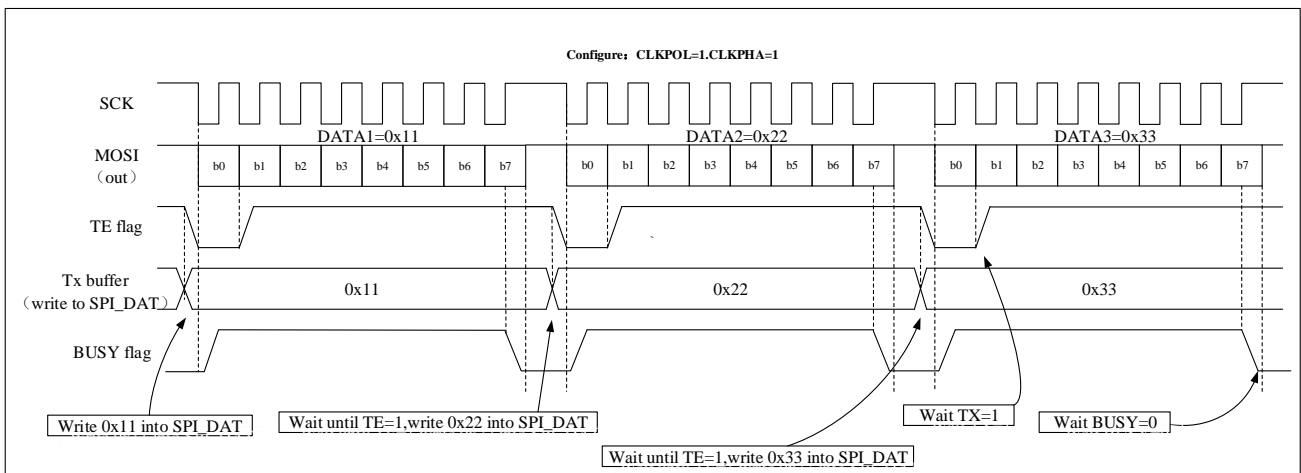 Configure：CLKPOL=1.CLKPHA=1
SCK
DATA1=0x11 DATA2=0x22 DATA3=0x33
MOSI
（out）
b0 b1 b2 b3 b4 b5 b6 b7 b0 b1 b2 b3 b4 b5 b6 b7 b0 b1 b2 b3 b4 b5 b6 b7
TE flag
Tx buffer
（write to SPI_DAT）
0x11 0x22 0x33
BUSY flag
Write 0x11 into SPI_DAT
Wait until TE=1,write 0x22 into SPI_DAT
Wait TX=1
Wait BUSY=0
Wait until TE=1,write 0x33 into SPI_DAT